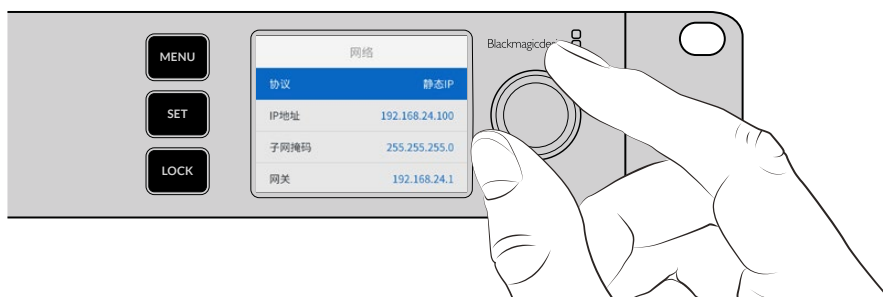 MENU
SET
LOCK
网络
协议 静态IP
IP地址 192.168.24.100
子网掩码 255.255.255.0
网关 192.168.24.1